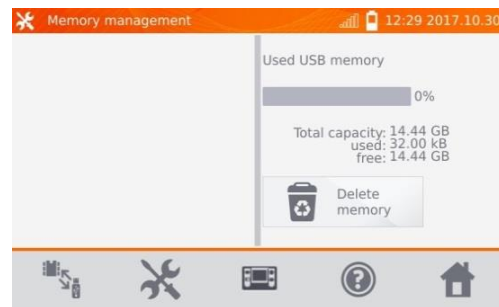 Memory management
12:29 2017.10.30
Used USB memory
0%
Total capacity: 14.44 GB
used: 32.00 kB
free: 14.44 GB
Delete
memory